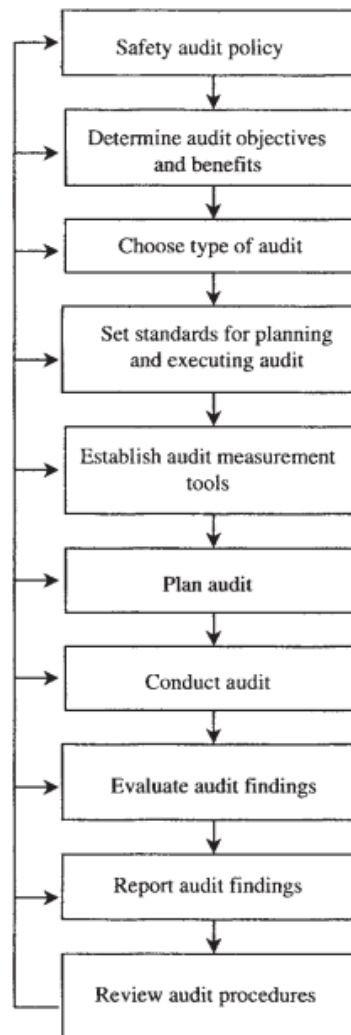 Safety audit policy
Determine audit objectives
and benefits
Choose type of audit
Set standards for planning
and executing audit
Establish audit measurement
tools
Plan audit
Conduct audit
Evaluate audit findings
Report audit findings
Review audit procedures